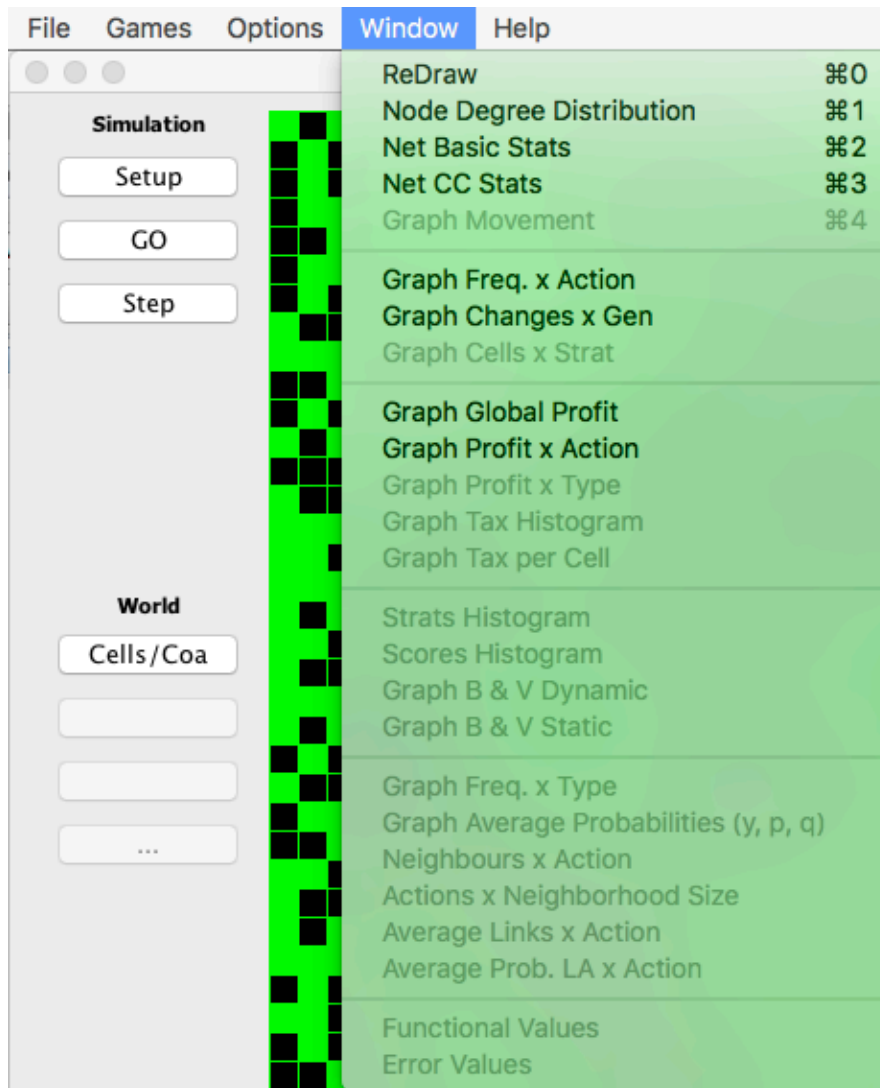 File Games Options Window Help
Simulation
Setup
GO
Step
World
Cells/Coa
...
ReDraw ⌘0
Node Degree Distribution ⌘1
Net Basic Stats ⌘2
Net CC Stats ⌘3
Graph Movement ⌘4
Graph Freq. x Action
Graph Changes x Gen
Graph Cells x Strat
Graph Global Profit
Graph Profit x Action
Graph Profit x Type
Graph Tax Histogram
Graph Tax per Cell
Strats Histogram
Scores Histogram
Graph B & V Dynamic
Graph B & V Static
Graph Freq. x Type
Graph Average Probabilities (y, p, q)
Neighbours x Action
Actions x Neighborhood Size
Average Links x Action
Average Prob. LA x Action
Functional Values
Error Values